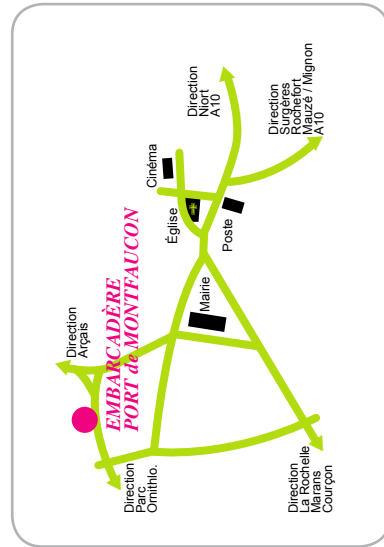 Direction
Arçais
EMBARCADÈRE
PORT de MONTFAUCON
Direction
Parc
Ornithlo.
Mairie
Église
Cinéma
Poste
Direction
Niort
A10
Direction
Surgères
Rochefort
Mauzé / Mignon
A10
Direction
La Rochelle
Marans
Courçon